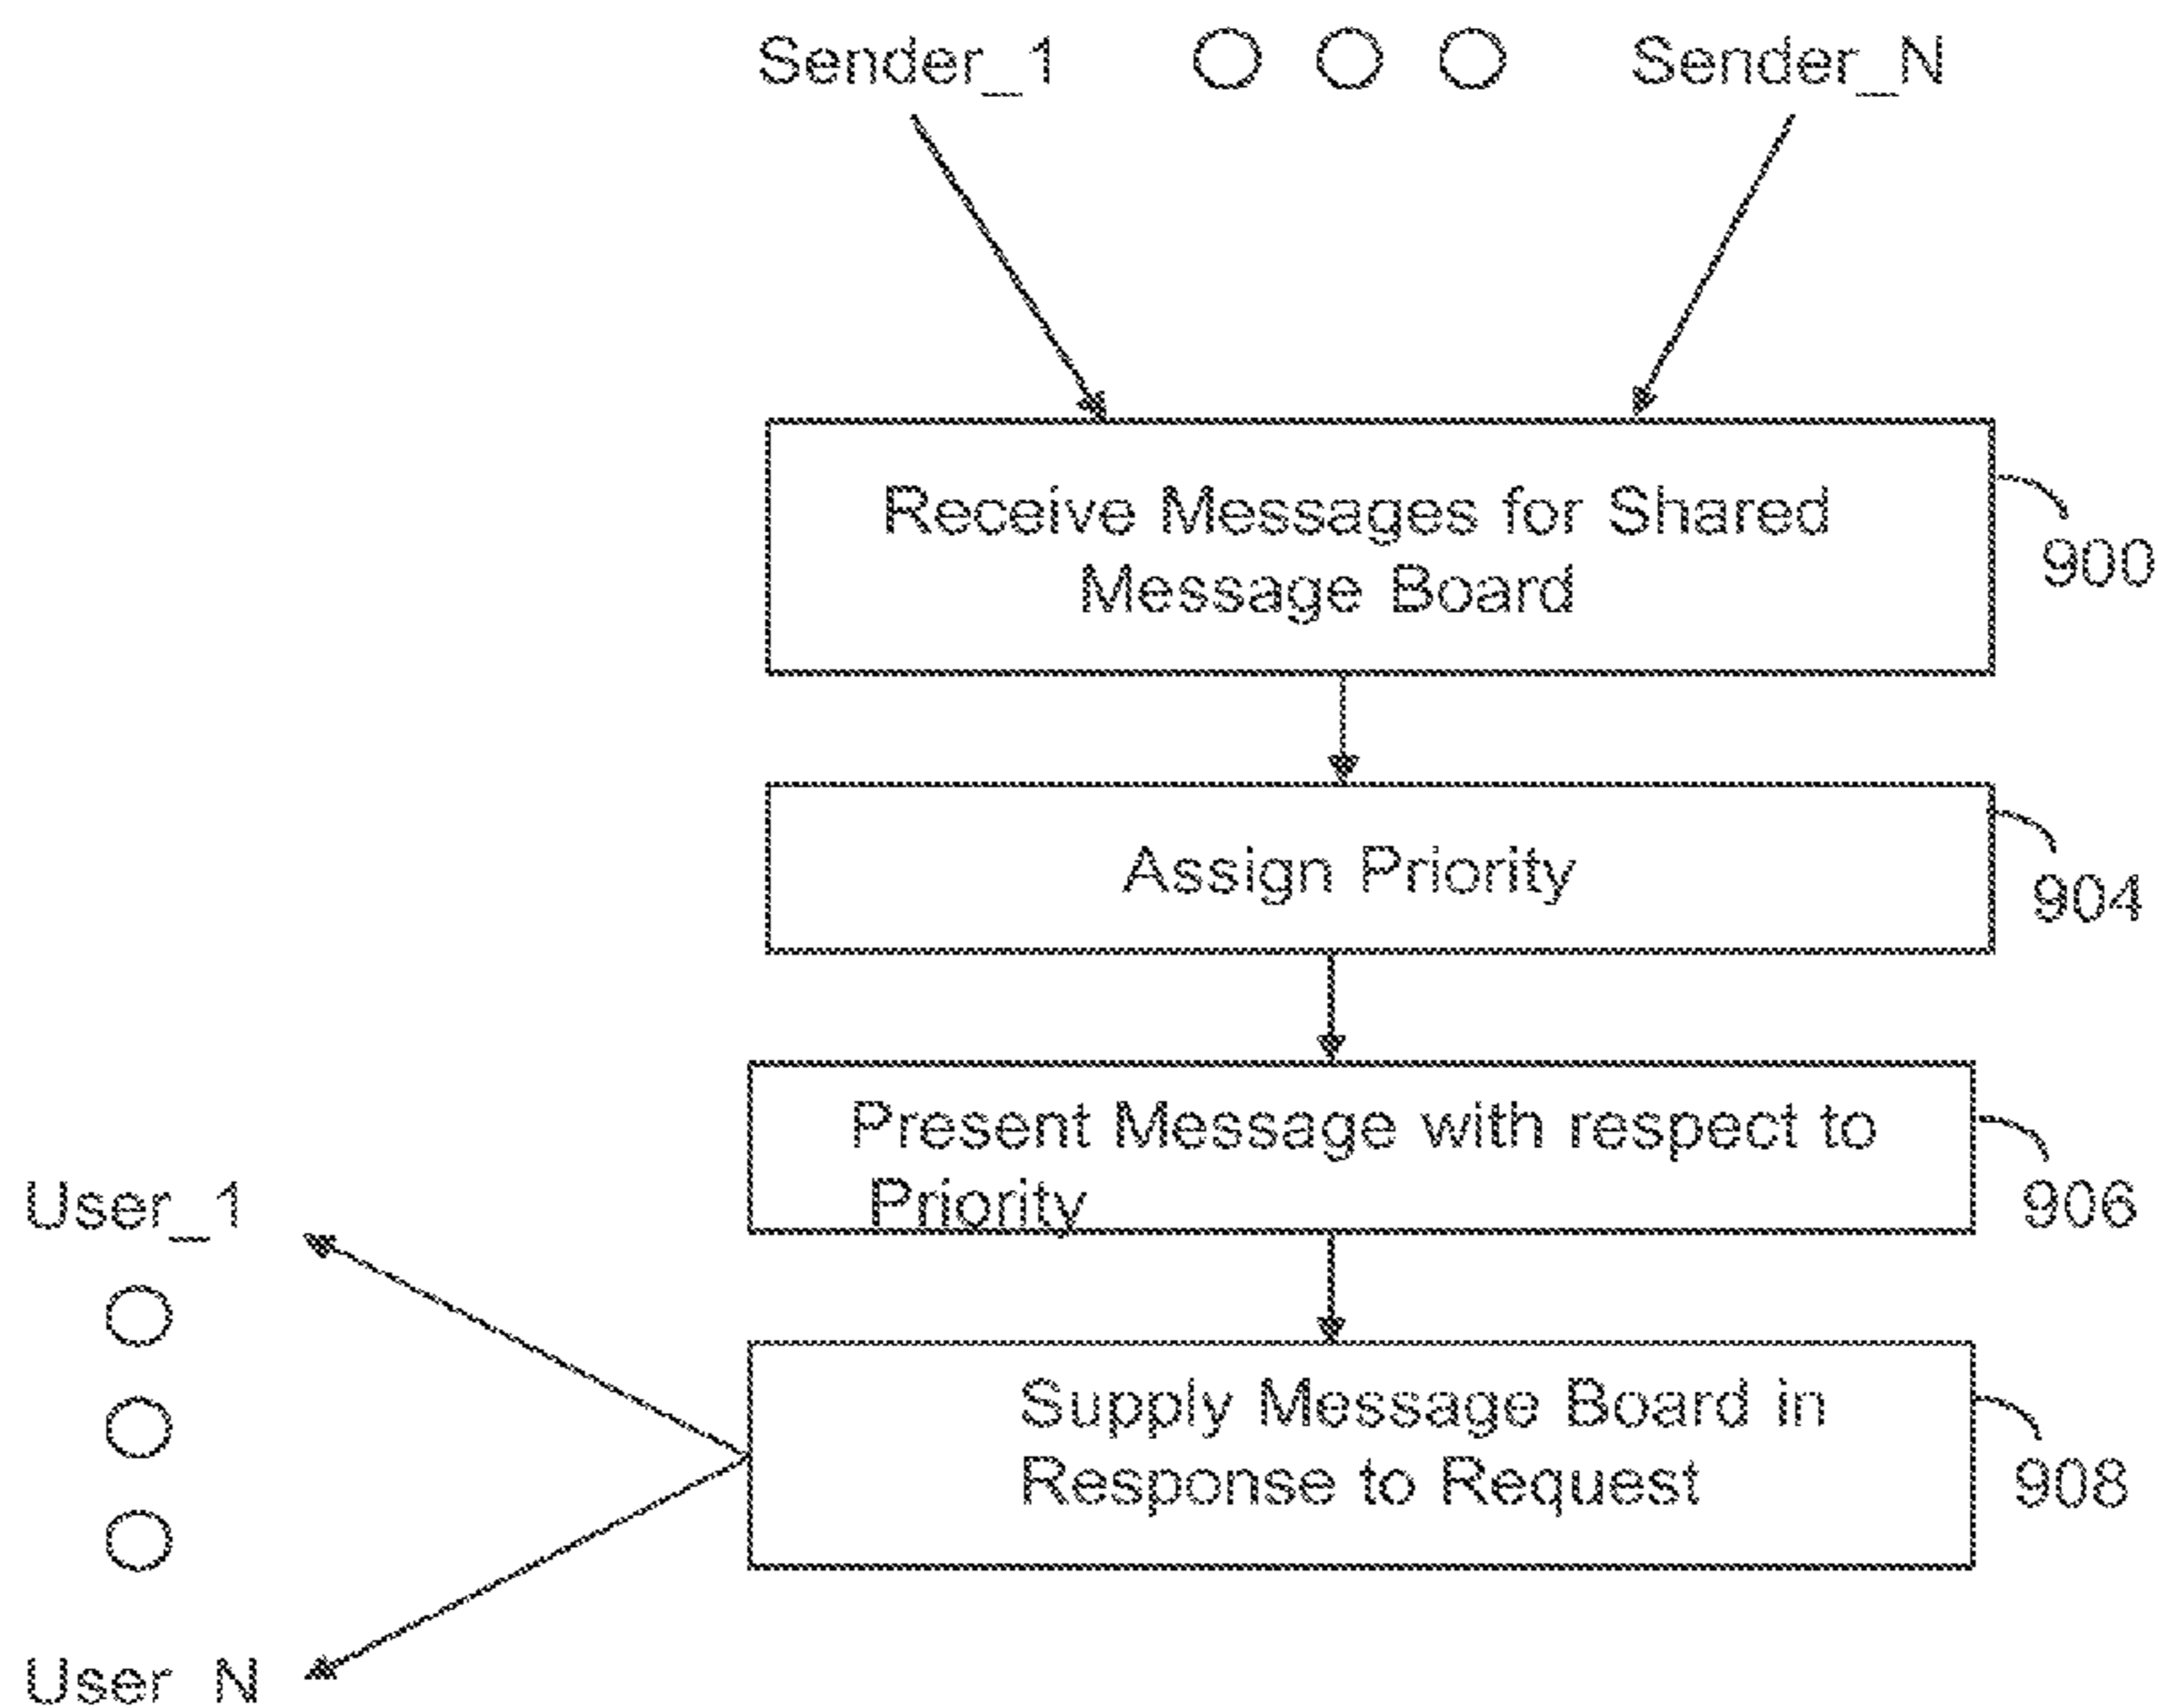 Sender_1
Sender_N
Receive Messages for Shared
Message Board
900
Assign Priority
904
Present Message with respect to
Priority
906
User_1
Supply Message Board in
Response to Request
908
User_N